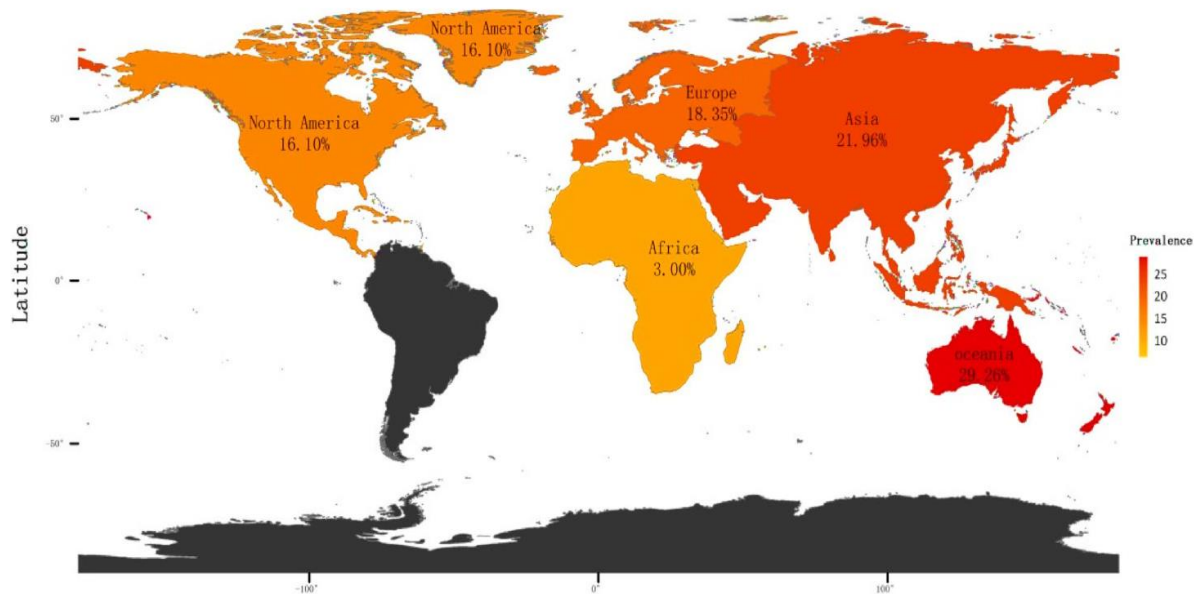 North America
16.10%
North America
16.10%
Europe
18.35%
Asia
21.96%
Africa
3.00%
oceania
29.26%
Latitude
50°
0°
-50°
-100°
0°
100°
Prevalence
25
20
15
10